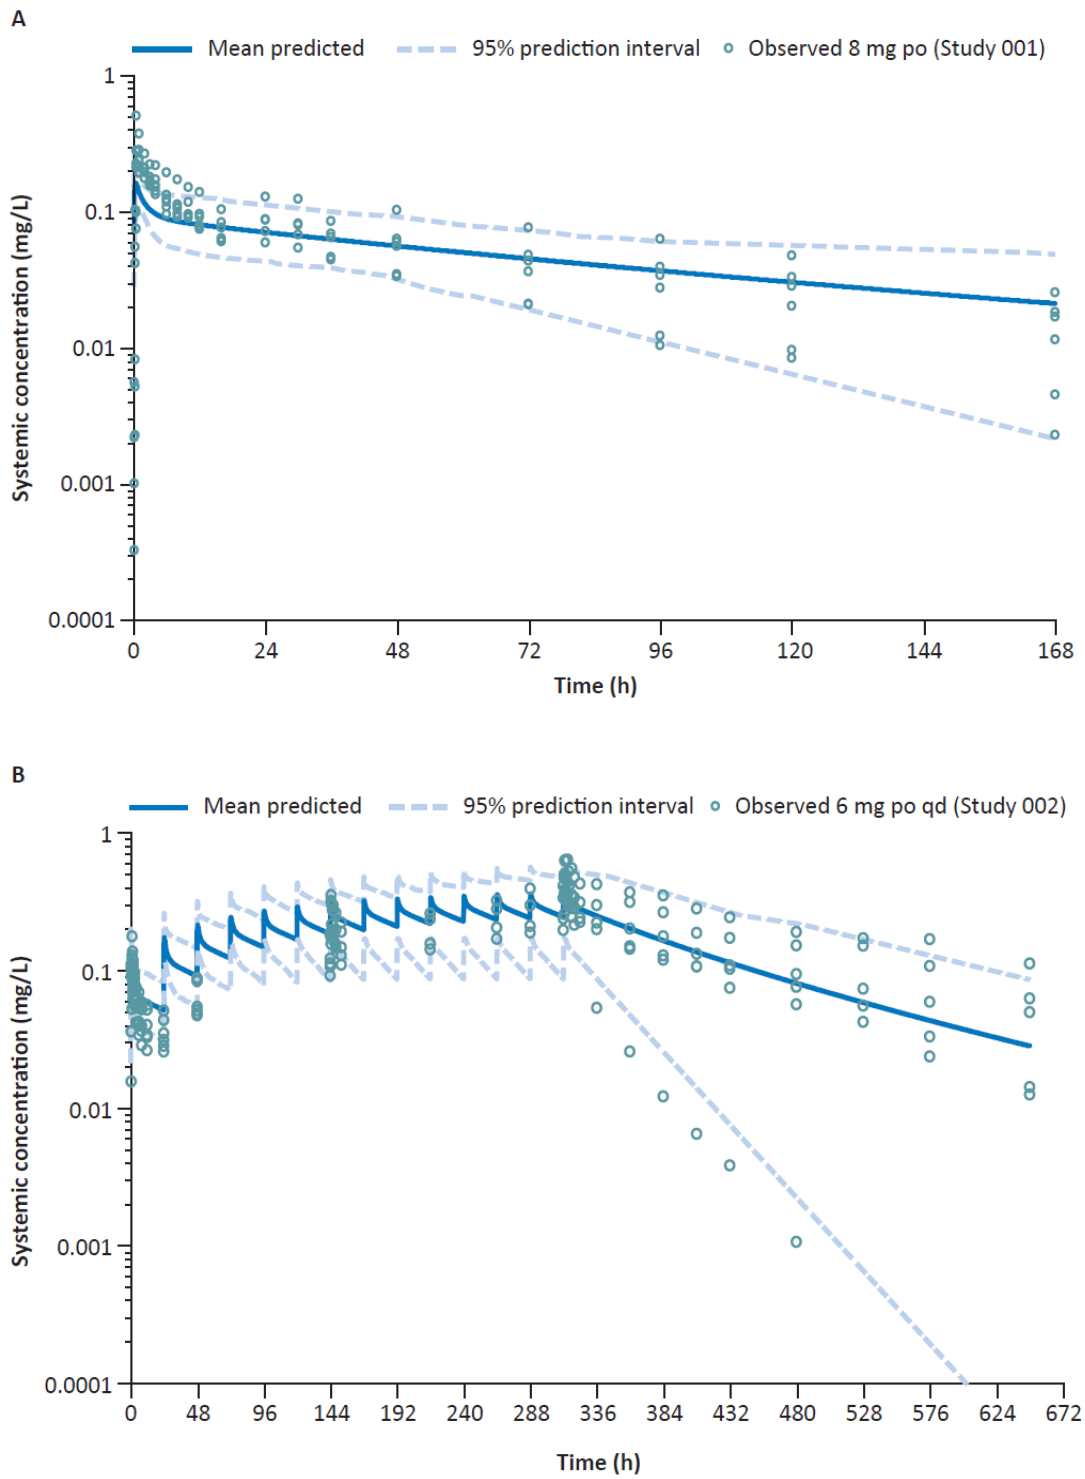 A
Mean predicted 95% prediction interval Observed 8 mg po (Study 001)
1
0.1
0.01
0.001
0.0001
Systemic concentration (mg/L)
0 24 48 72 96 120 144 168
Time (h)
B
Mean predicted 95% prediction interval Observed 6 mg po qd (Study 002)
1
0.1
0.01
0.001
0.0001
Systemic concentration (mg/L)
0 48 96 144 192 240 288 336 384 432 480 528 576 624 672
Time (h)